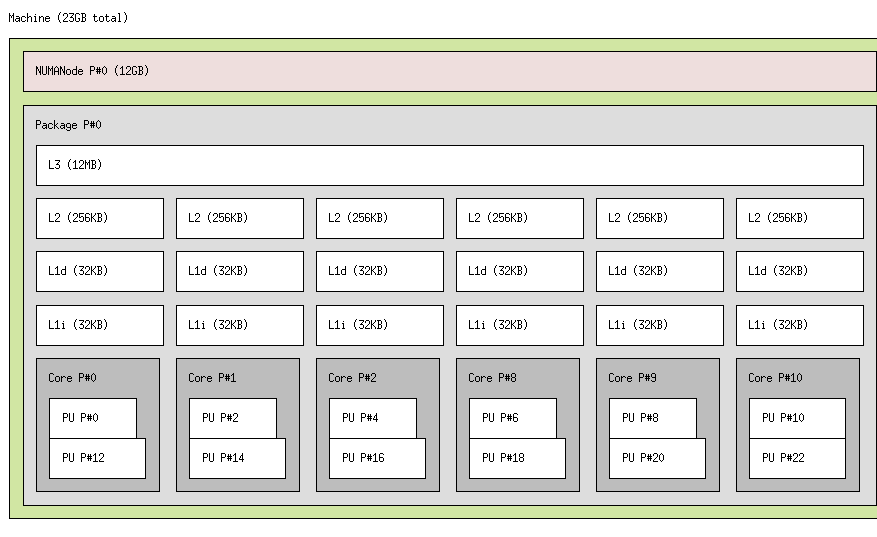 Machine (23GB total)
NUMANode P#0 (12GB)
Package P#0
L3 (12MB)
L2 (256KB) L2 (256KB) L2 (256KB) L2 (256KB) L2 (256KB) L2 (256KB)
L1d (32KB) L1d (32KB) L1d (32KB) L1d (32KB) L1d (32KB) L1d (32KB)
L1i (32KB) L1i (32KB) L1i (32KB) L1i (32KB) L1i (32KB) L1i (32KB)
Core P#0 Core P#1 Core P#2 Core P#8 Core P#9 Core P#10
PU P#0 PU P#2 PU P#4 PU P#6 PU P#8 PU P#10
PU P#12 PU P#14 PU P#16 PU P#18 PU P#20 PU P#22